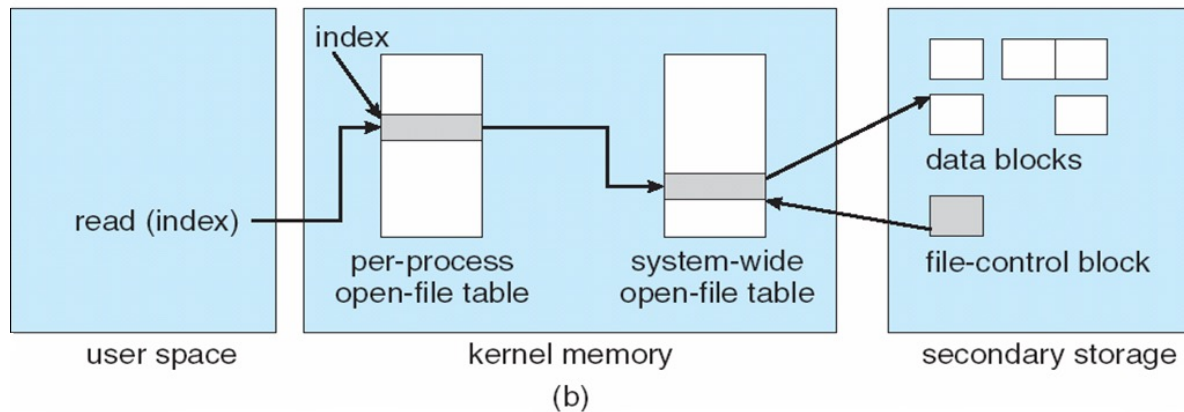 index
read (index)
per-process
open-file table
system-wide
open-file table
data blocks
file-control block
user space
kernel memory
secondary storage
(b)